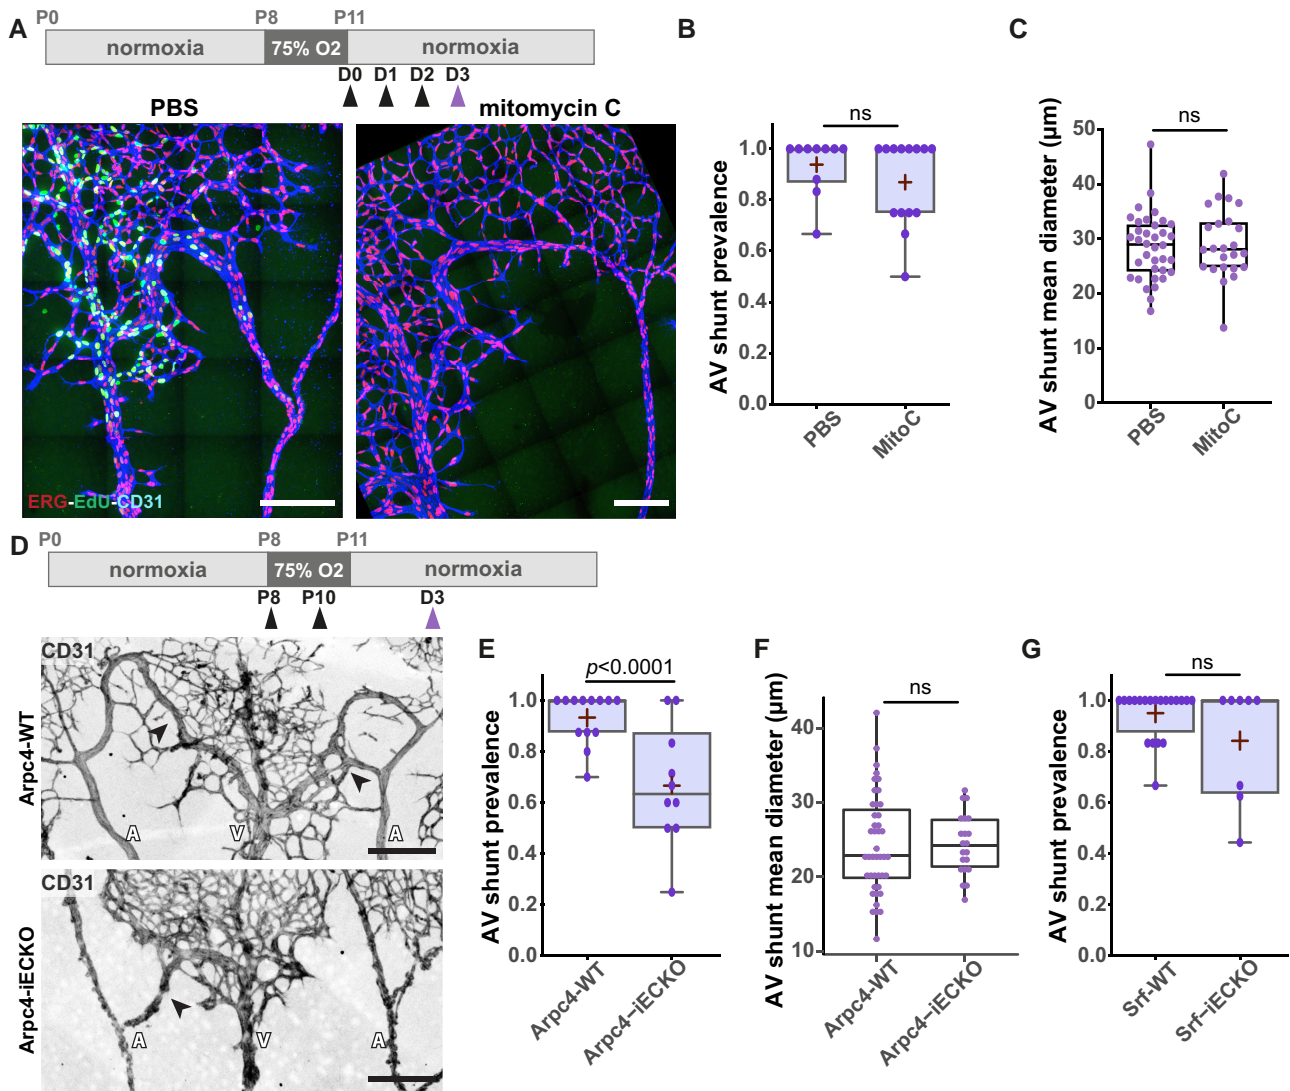 A
P0 P8 P11
normoxia 75% O2 normoxia
D0 D1 D2 D3
PBS mitomycin C
ERG-EdU-CD31
B
ns
AV shunt prevalence
1.0
0.8
0.6
0.4
0.2
0.0
PBS MitoC
C
ns
AV shunt mean diameter (µm)
50
40
30
20
10
0
PBS MitoC
D
P0 P8 P11
normoxia 75% O2 normoxia
P8 P10 D3
Arpc4-WT
CD31
A V A
Arpc4-iECKO
CD31
A V A
E
p<0.0001
AV shunt prevalence
1.0
0.8
0.6
0.4
0.2
0.0
Arpc4-WT Arpc4–iECKO
F
ns
AV shunt mean diameter (µm)
40
30
20
10
Arpc4-WT Arpc4–iECKO
G
ns
AV shunt prevalence
1.0
0.8
0.6
0.4
0.2
0.0
Srf-WT Srf–iECKO